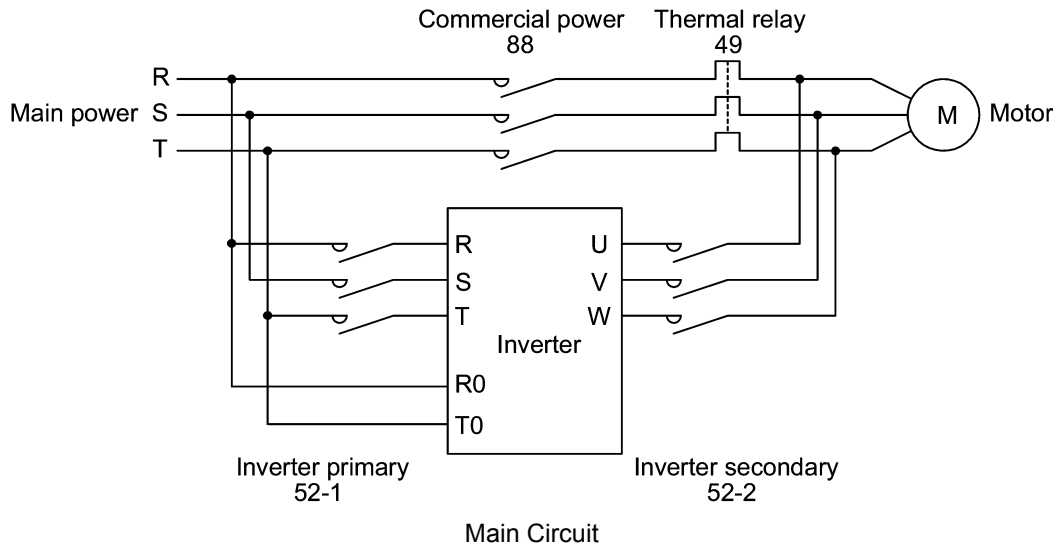 Commercial power
88
Thermal relay
49
Main power
R
S
T
M
Motor
R
S
T
R0
T0
U
V
W
Inverter
Inverter primary
52-1
Inverter secondary
52-2
Main Circuit